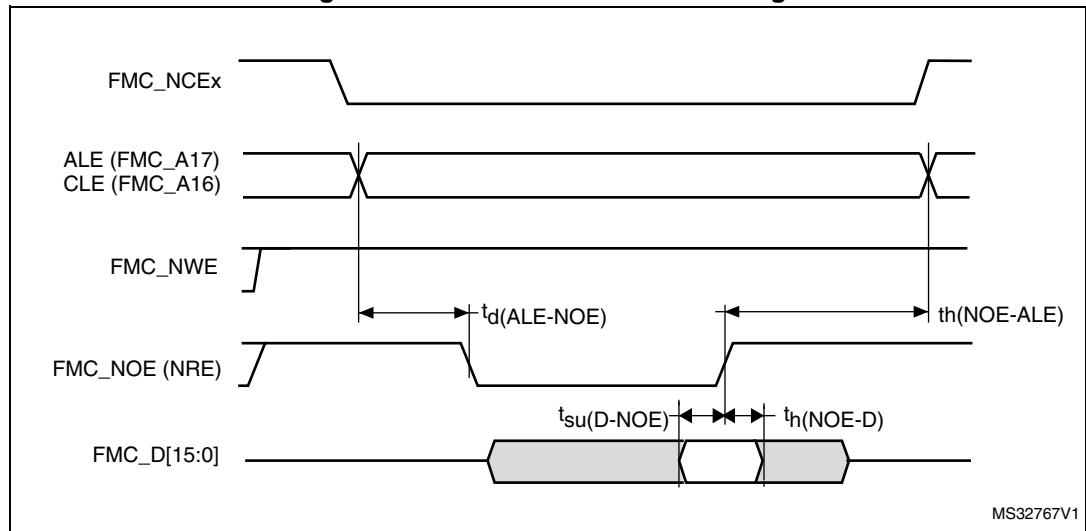 FMC_NCEx
ALE (FMC_A17)
CLE (FMC_A16)
FMC_NWE
td(ALE-NOE)
th(NOE-ALE)
FMC_NOE (NRE)
tsu(D-NOE)
th(NOE-D)
FMC_D[15:0]
MS32767V1